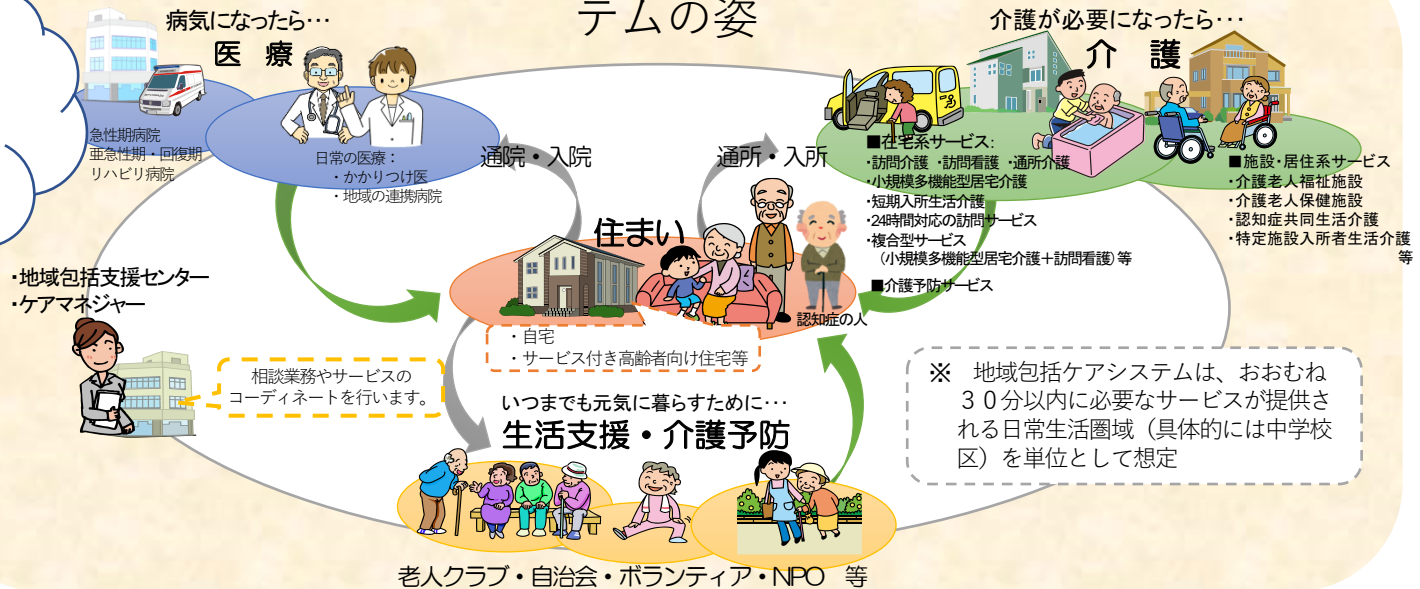 テムの姿
病気になったら･･･
医 療
急性期病院
亜急性期・回復期
リハビリ病院
日常の医療：
・かかりつけ医
・地域の連携病院
通院・入院
通所・入所
介護が必要になったら･･･
介 護
■在宅系サービス：
・訪問介護 ・訪問看護 ・通所介護
・小規模多機能型居宅介護
・短期入所生活介護
・24時間対応の訪問サービス
・複合型サービス
（小規模多機能型居宅介護＋訪問看護）等
■介護予防サービス
■施設・居住系サービス
・介護老人福祉施設
・介護老人保健施設
・認知症共同生活介護
・特定施設入所者生活介護
等
住まい
認知症の人
・自宅
・サービス付き高齢者向け住宅等
・地域包括支援センター
・ケアマネジャー
相談業務やサービスの
コーディネートを行います。
いつまでも元気に暮らすために･･･
生活支援・介護予防
老人クラブ・自治会・ボランティア・NPO 等
※ 地域包括ケアシステムは、おおむね
３０分以内に必要なサービスが提供さ
れる日常生活圏域（具体的には中学校
区）を単位として想定